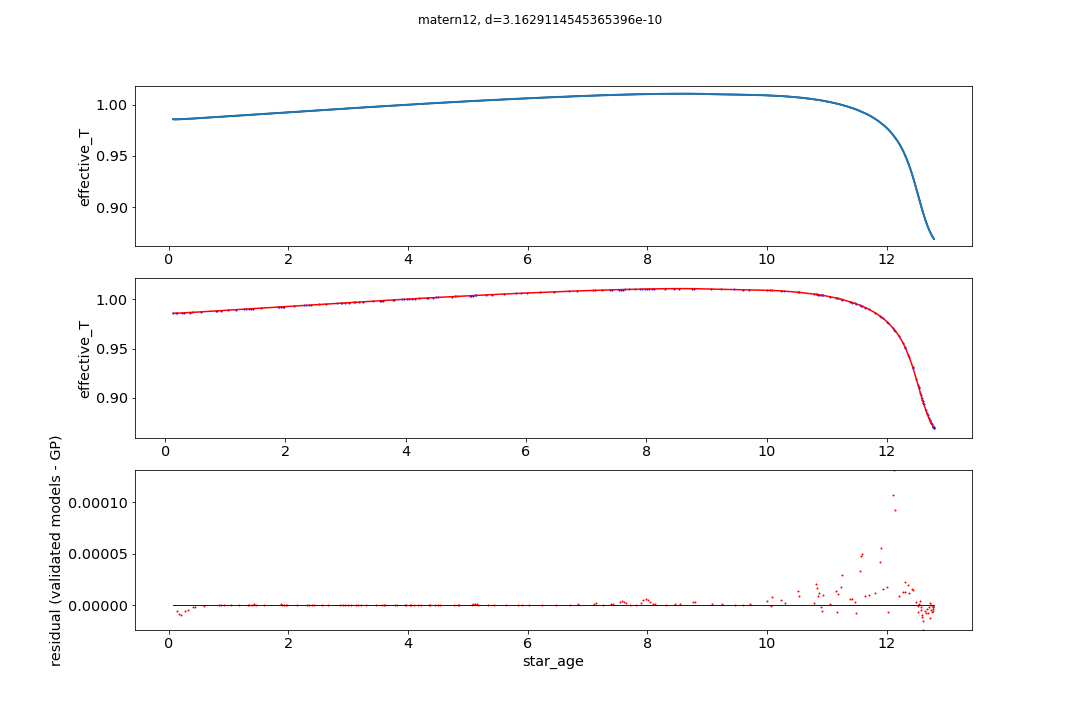 matern12, d=3.1629114545365396e-10
effective_T
1.00
0.95
0.90
0 2 4 6 8 10 12
effective_T
1.00
0.95
0.90
0 2 4 6 8 10 12
residual (validated models - GP)
0.00010
0.00005
0.00000
0 2 4 6 8 10 12
star_age